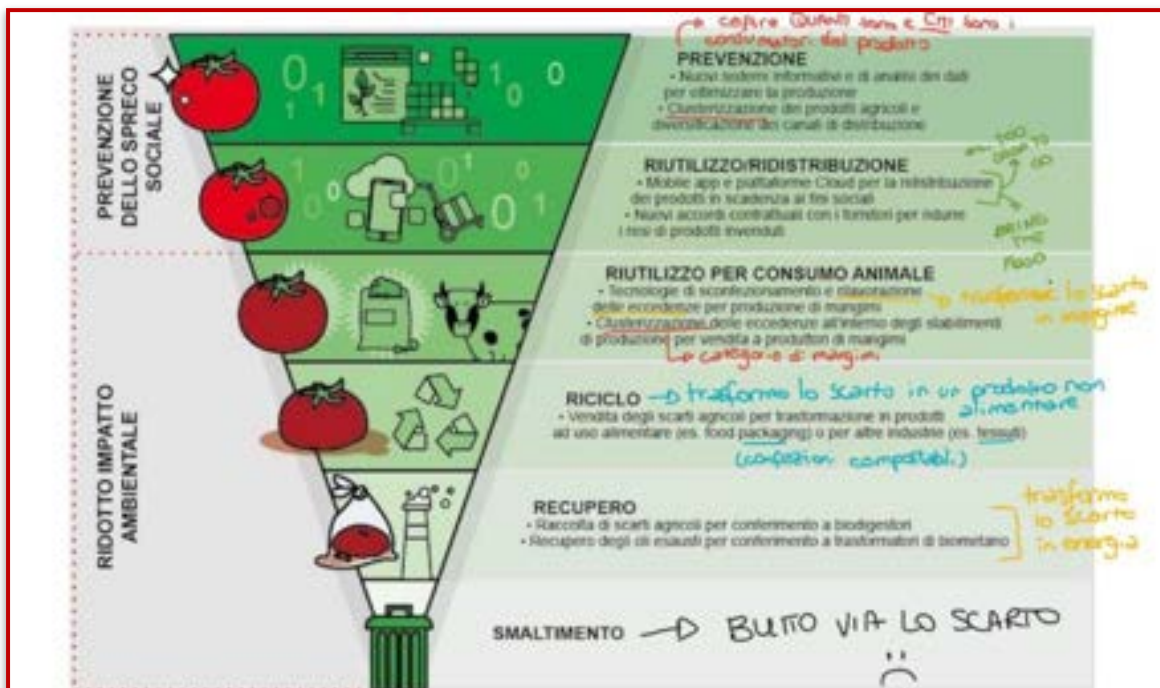 capire QUANTI sono e CHI sono i
consumatori del prodotto
PREVENZIONE
DELLO SPRECO
SOCIALE
PREVENZIONE
• Nuovi sistemi informativi e di analisi dei dati
per ottimizzare la produzione
• Clusterizzazione dei prodotti agricoli e
diversificazione dei canali di distribuzione
RIUTILIZZO/RIDISTRIBUZIONE
• Mobile app e piattaforme Cloud per la ridistribuzione
dei prodotti in scadenza ai fini sociali
• Nuovi accordi contrattuali con i fornitori per ridurre
i resi di prodotti invenduti
TOO
GOOD TO
GO
BRING
THE
FOOD
RIDOTTO IMPATTO
AMBIENTALE
RIUTILIZZO PER CONSUMO ANIMALE
• Tecnologie di sconfezionamento e rilavorazione
delle eccedenze per produzione di mangimi
• Clusterizzazione delle eccedenze all'interno degli stabilimenti
di produzione per vendita a produttori di mangimi
trasformo lo scarto
in mangime
categorie di mangimi
RICICLO → trasformo lo scarto in un prodotto non
alimentare
• Vendita degli scarti agricoli per trasformazione in prodotti
ad uso alimentare (es. food packaging) o per altre industrie (es. tessuti)
(confezioni compostabili)
RECUPERO
• Raccolta di scarti agricoli per conferimento a biodigestori
• Recupero degli oli esausti per conferimento a trasformatori di biometano
trasformo
lo scarto
in energia
SMALTIMENTO → BUTTO VIA LO SCARTO